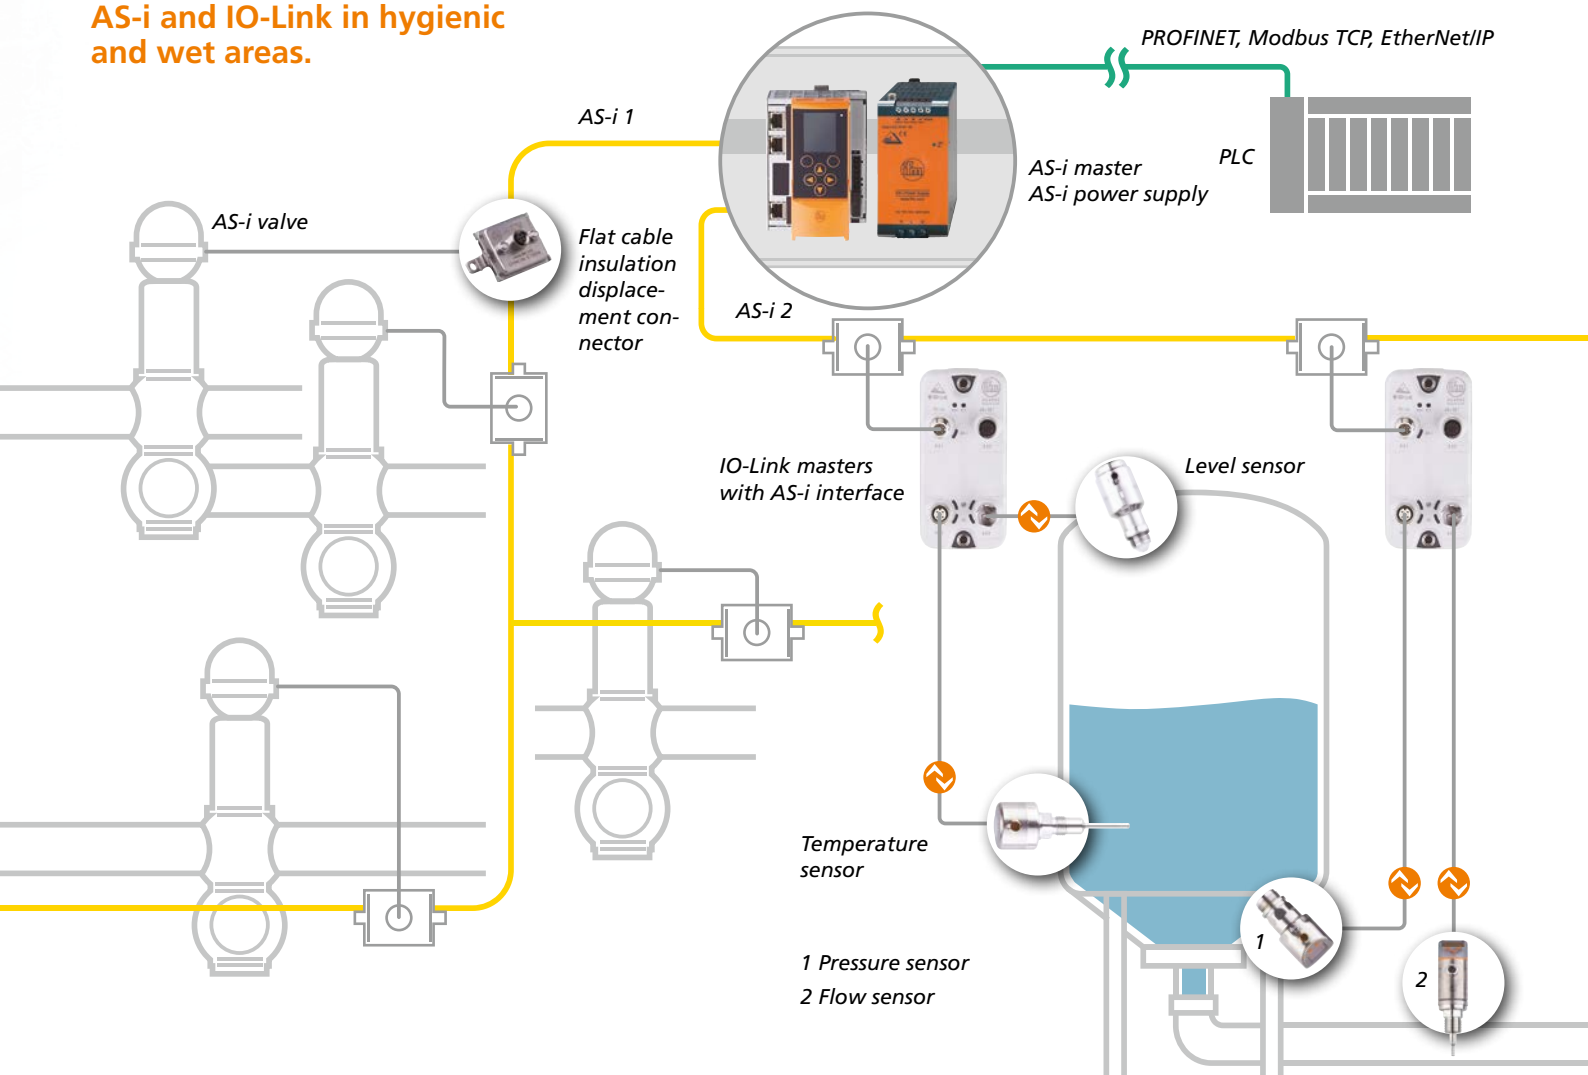 AS-i and IO-Link in hygienic
and wet areas.
PROFINET, Modbus TCP, EtherNet/IP
AS-i 1
PLC
AS-i master
AS-i power supply
AS-i valve
Flat cable
insulation
displace-
ment con-
nector
AS-i 2
ifm
IO-Link masters
with AS-i interface
Level sensor
Temperature
sensor
1
1 Pressure sensor
2 Flow sensor
2